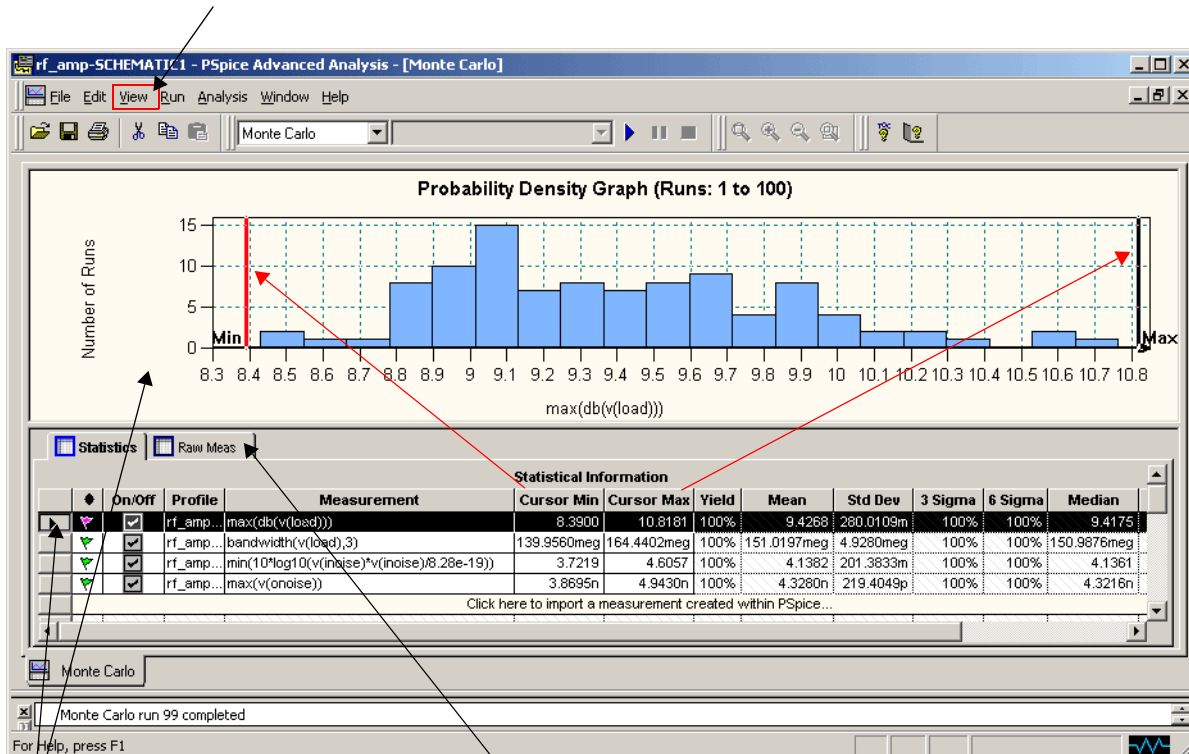 rf_amp-SCHEMATIC1 - PSpice Advanced Analysis - [Monte Carlo]
File Edit View Run Analysis Window Help
Monte Carlo
Probability Density Graph (Runs: 1 to 100)
Number of Runs
15
10
5
0
Min
Max
8.3 8.4 8.5 8.6 8.7 8.8 8.9 9 9.1 9.2 9.3 9.4 9.5 9.6 9.7 9.8 9.9 10 10.1 10.2 10.3 10.4 10.5 10.6 10.7 10.8
max(db(v(load)))
Statistics Raw Meas
Statistical Information
On/Off Profile Measurement Cursor Min Cursor Max Yield Mean Std Dev 3 Sigma 6 Sigma Median
rf_amp... max(db(v(load))) 8.3900 10.8181 100% 9.4268 280.0109m 100% 100% 9.4175
rf_amp... bandwidth(v(load),3) 139.9560meg 164.4402meg 100% 151.0197meg 4.9280meg 100% 100% 150.9876meg
rf_amp... min(10*log10(v(inoise)*v(inoise)/8.28e-19)) 3.7219 4.6057 100% 4.1382 201.3833m 100% 100% 4.1361
rf_amp... max(v(onoise)) 3.8695n 4.9430n 100% 4.3280n 219.4049p 100% 100% 4.3216n
Click here to import a measurement created within PSpice...
Monte Carlo
Monte Carlo run 99 completed
For Help, press F1